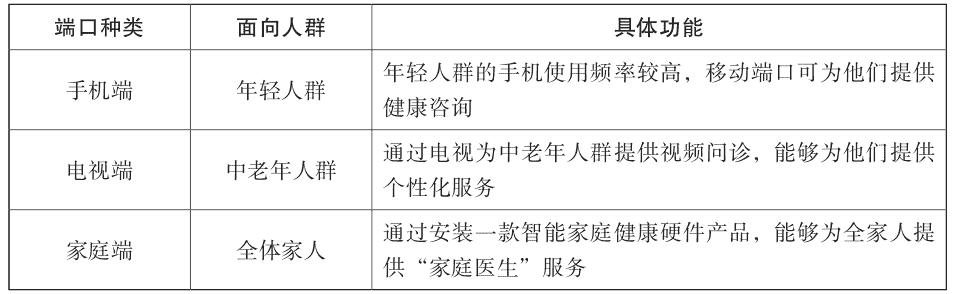 端口种类 面向人群 具体功能
手机端 年轻人群 年轻人群的手机使用频率较高，移动端口可为他们提供
健康咨询
电视端 中老年人群 通过电视为中老年人群提供视频问诊，能够为他们提供
个性化服务
家庭端 全体家人 通过安装一款智能家庭健康硬件产品，能够为全家人提
供“家庭医生”服务